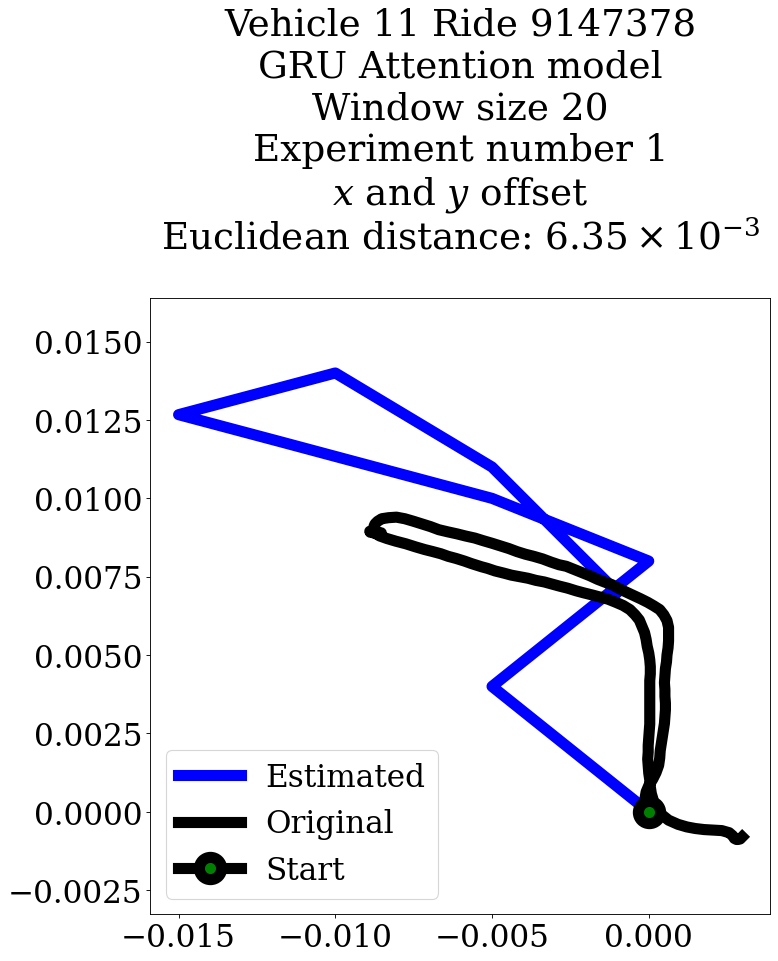 Vehicle 11 Ride 9147378
GRU Attention model
Window size 20
Experiment number 1
x and y offset
Euclidean distance: 6.35 × 10⁻³
0.0150
0.0125
0.0100
0.0075
0.0050
0.0025
0.0000
−0.0025
Estimated
Original
Start
−0.015 −0.010 −0.005 0.000